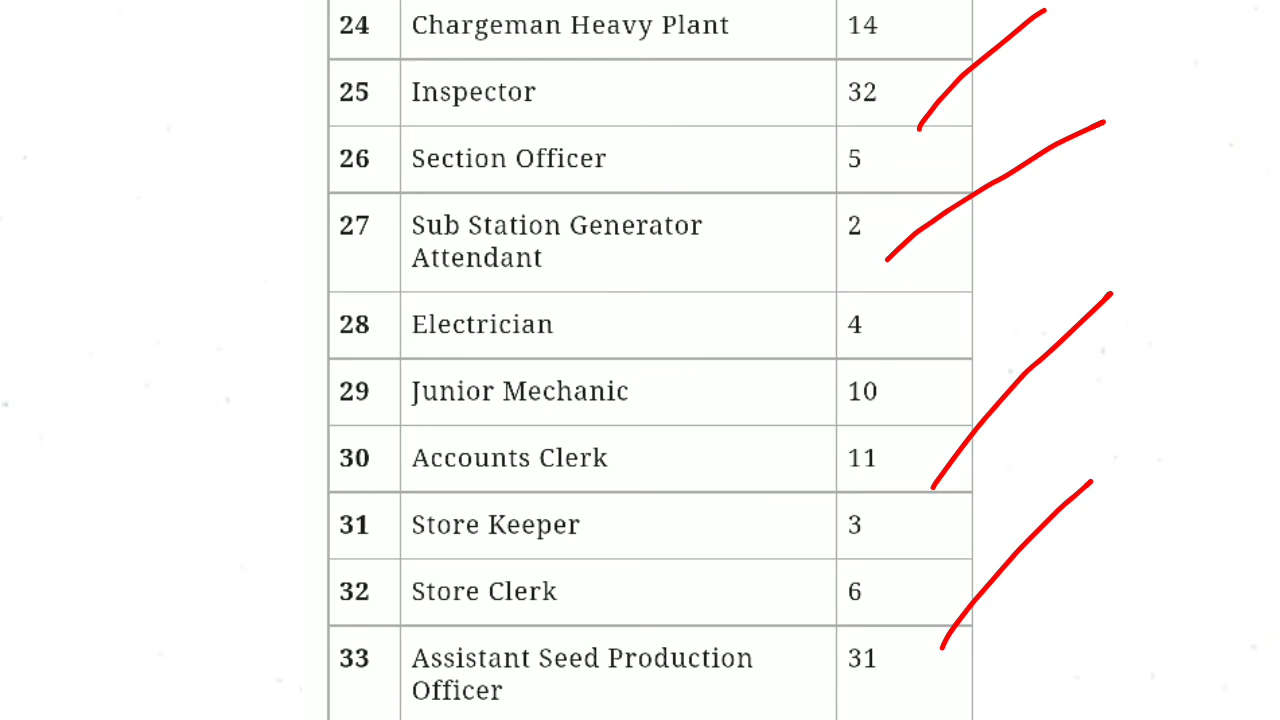 24 Chargeman Heavy Plant 14
25 Inspector 32
26 Section Officer 5
27 Sub Station Generator 2
Attendant
28 Electrician 4
29 Junior Mechanic 10
30 Accounts Clerk 11
31 Store Keeper 3
32 Store Clerk 6
33 Assistant Seed Production 31
Officer